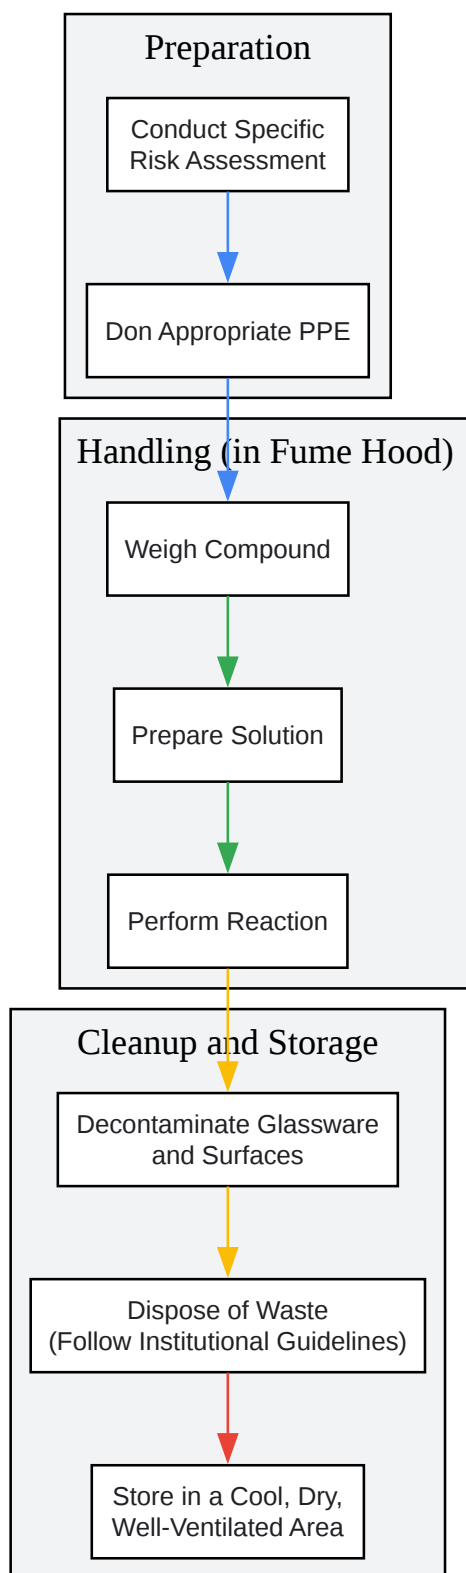 Preparation
Conduct Specific
Risk Assessment
Don Appropriate PPE
Handling (in Fume Hood)
Weigh Compound
Prepare Solution
Perform Reaction
Cleanup and Storage
Decontaminate Glassware
and Surfaces
Dispose of Waste
(Follow Institutional Guidelines)
Store in a Cool, Dry,
Well-Ventilated Area